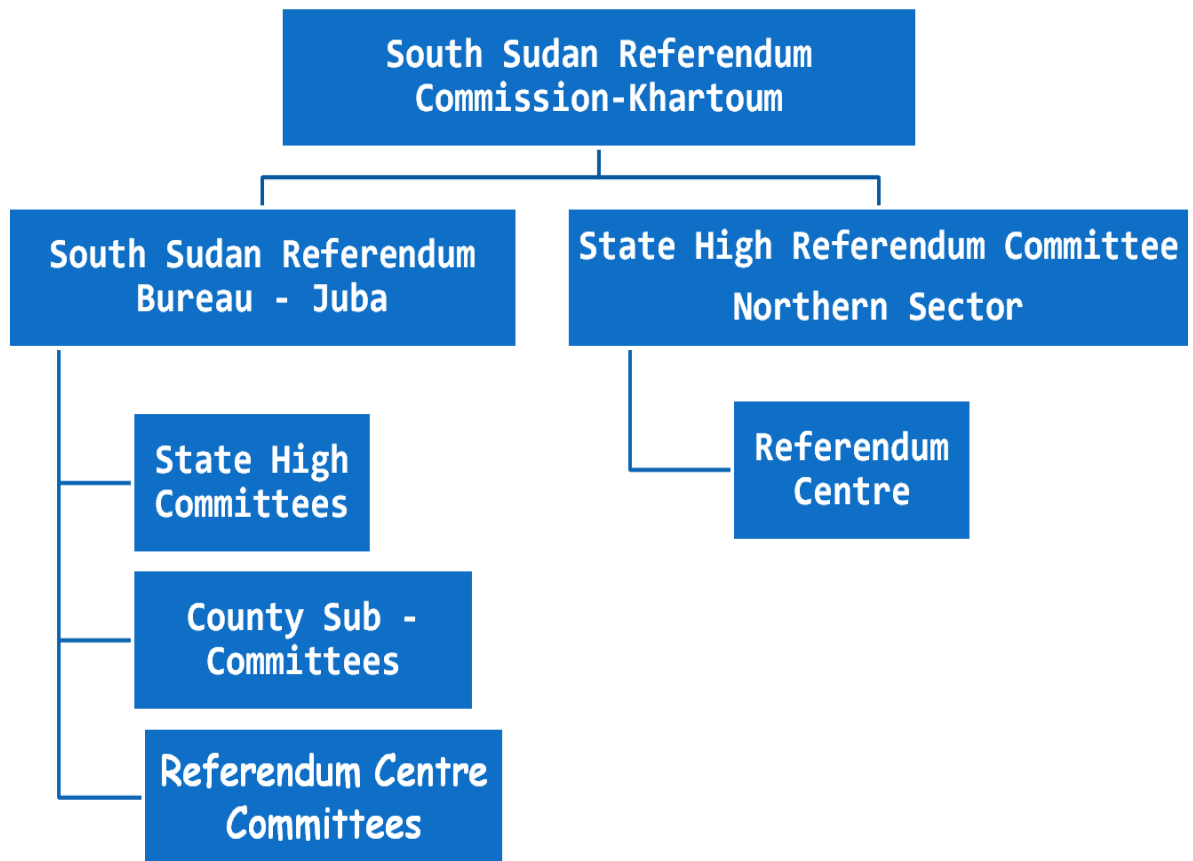 South Sudan Referendum
Commission-Khartoum
South Sudan Referendum
Bureau - Juba
State High Referendum Committee
Northern Sector
State High
Committees
Referendum
Centre
County Sub -
Committees
Referendum Centre
Committees